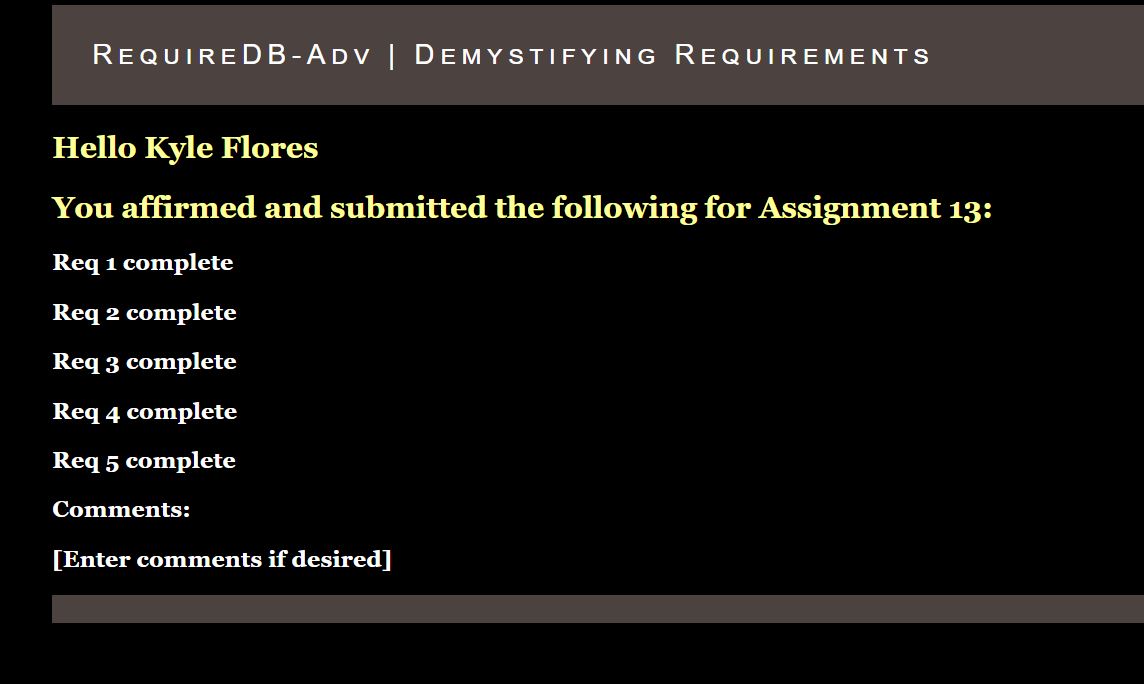 RequireDB-Adv | Demystifying Requirements
Hello Kyle Flores
You affirmed and submitted the following for Assignment 13:
Req 1 complete
Req 2 complete
Req 3 complete
Req 4 complete
Req 5 complete
Comments:
[Enter comments if desired]